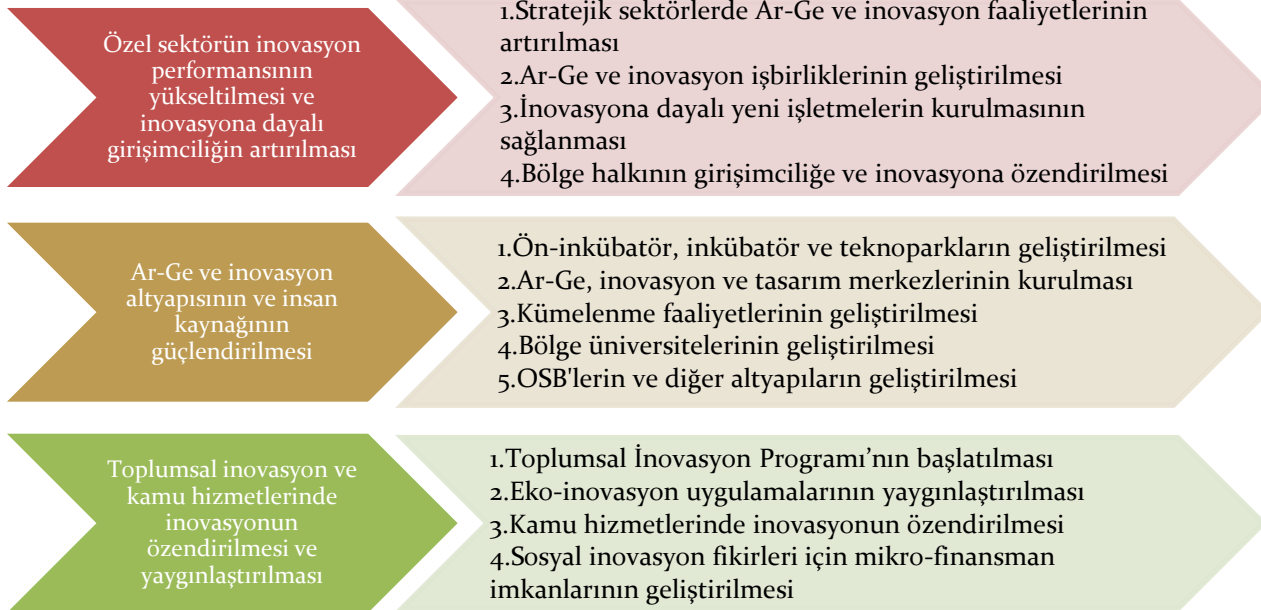 Özel sektörün inovasyon
performansının
yükseltilmesi ve
inovasyona dayalı
girişimciliğin artırılması
1.Stratejik sektörlerde Ar-Ge ve inovasyon faaliyetlerinin
artırılması
2.Ar-Ge ve inovasyon işbirliklerinin geliştirilmesi
3.İnovasyona dayalı yeni işletmelerin kurulmasının
sağlanması
4.Bölge halkının girişimciliğe ve inovasyona özendirilmesi
Ar-Ge ve inovasyon
altyapısının ve insan
kaynağının
güçlendirilmesi
1.Ön-inkübatör, inkübatör ve teknoparkların geliştirilmesi
2.Ar-Ge, inovasyon ve tasarım merkezlerinin kurulması
3.Kümelenme faaliyetlerinin geliştirilmesi
4.Bölge üniversitelerinin geliştirilmesi
5.OSB'lerin ve diğer altyapıların geliştirilmesi
Toplumsal inovasyon ve
kamu hizmetlerinde
inovasyonun
özendirilmesi ve
yaygınlaştırılması
1.Toplumsal İnovasyon Programı’nın başlatılması
2.Eko-inovasyon uygulamalarının yaygınlaştırılması
3.Kamu hizmetlerinde inovasyonun özendirilmesi
4.Sosyal inovasyon fikirleri için mikro-finansman
imkanlarının geliştirilmesi